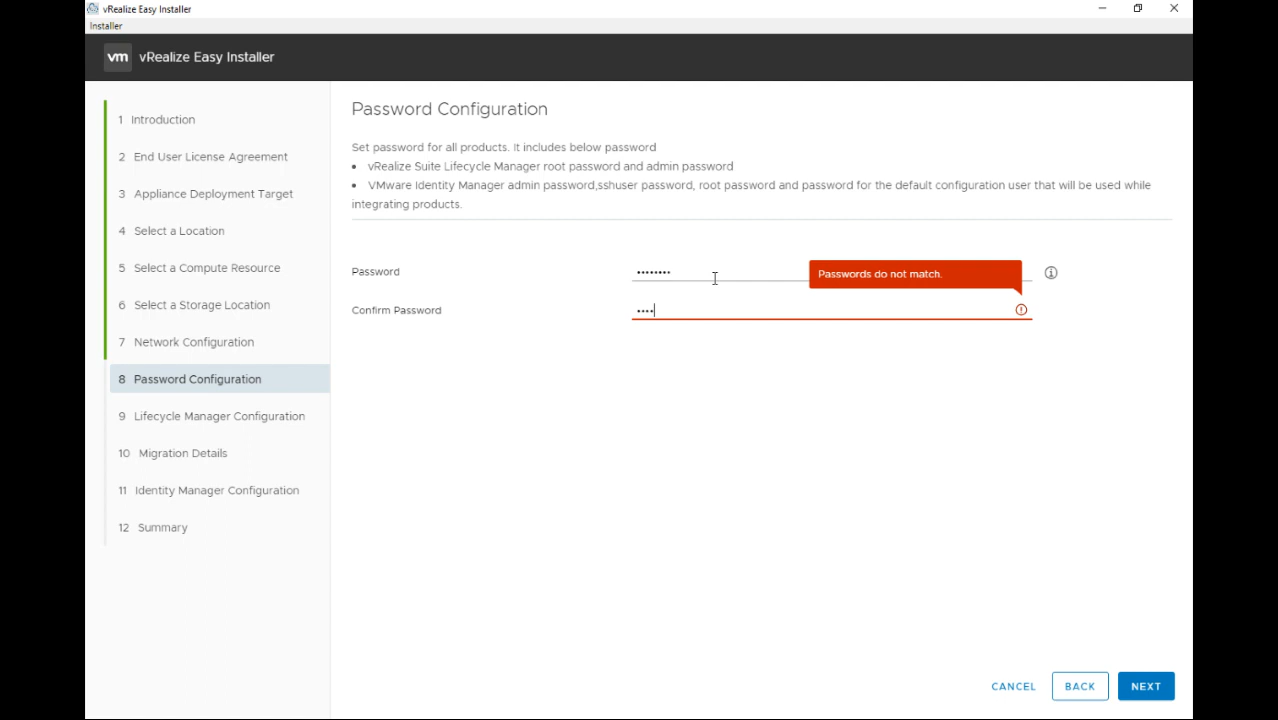 vRealize Easy Installer
Installer
vm vRealize Easy Installer
1 Introduction
2 End User License Agreement
3 Appliance Deployment Target
4 Select a Location
5 Select a Compute Resource
6 Select a Storage Location
7 Network Configuration
8 Password Configuration
9 Lifecycle Manager Configuration
10 Migration Details
11 Identity Manager Configuration
12 Summary
Password Configuration
Set password for all products. It includes below password
• vRealize Suite Lifecycle Manager root password and admin password
• VMware Identity Manager admin password,sshuser password, root password and password for the default configuration user that will be used while
integrating products.
Password ••••••••
Passwords do not match.
Confirm Password ••••
CANCEL BACK NEXT